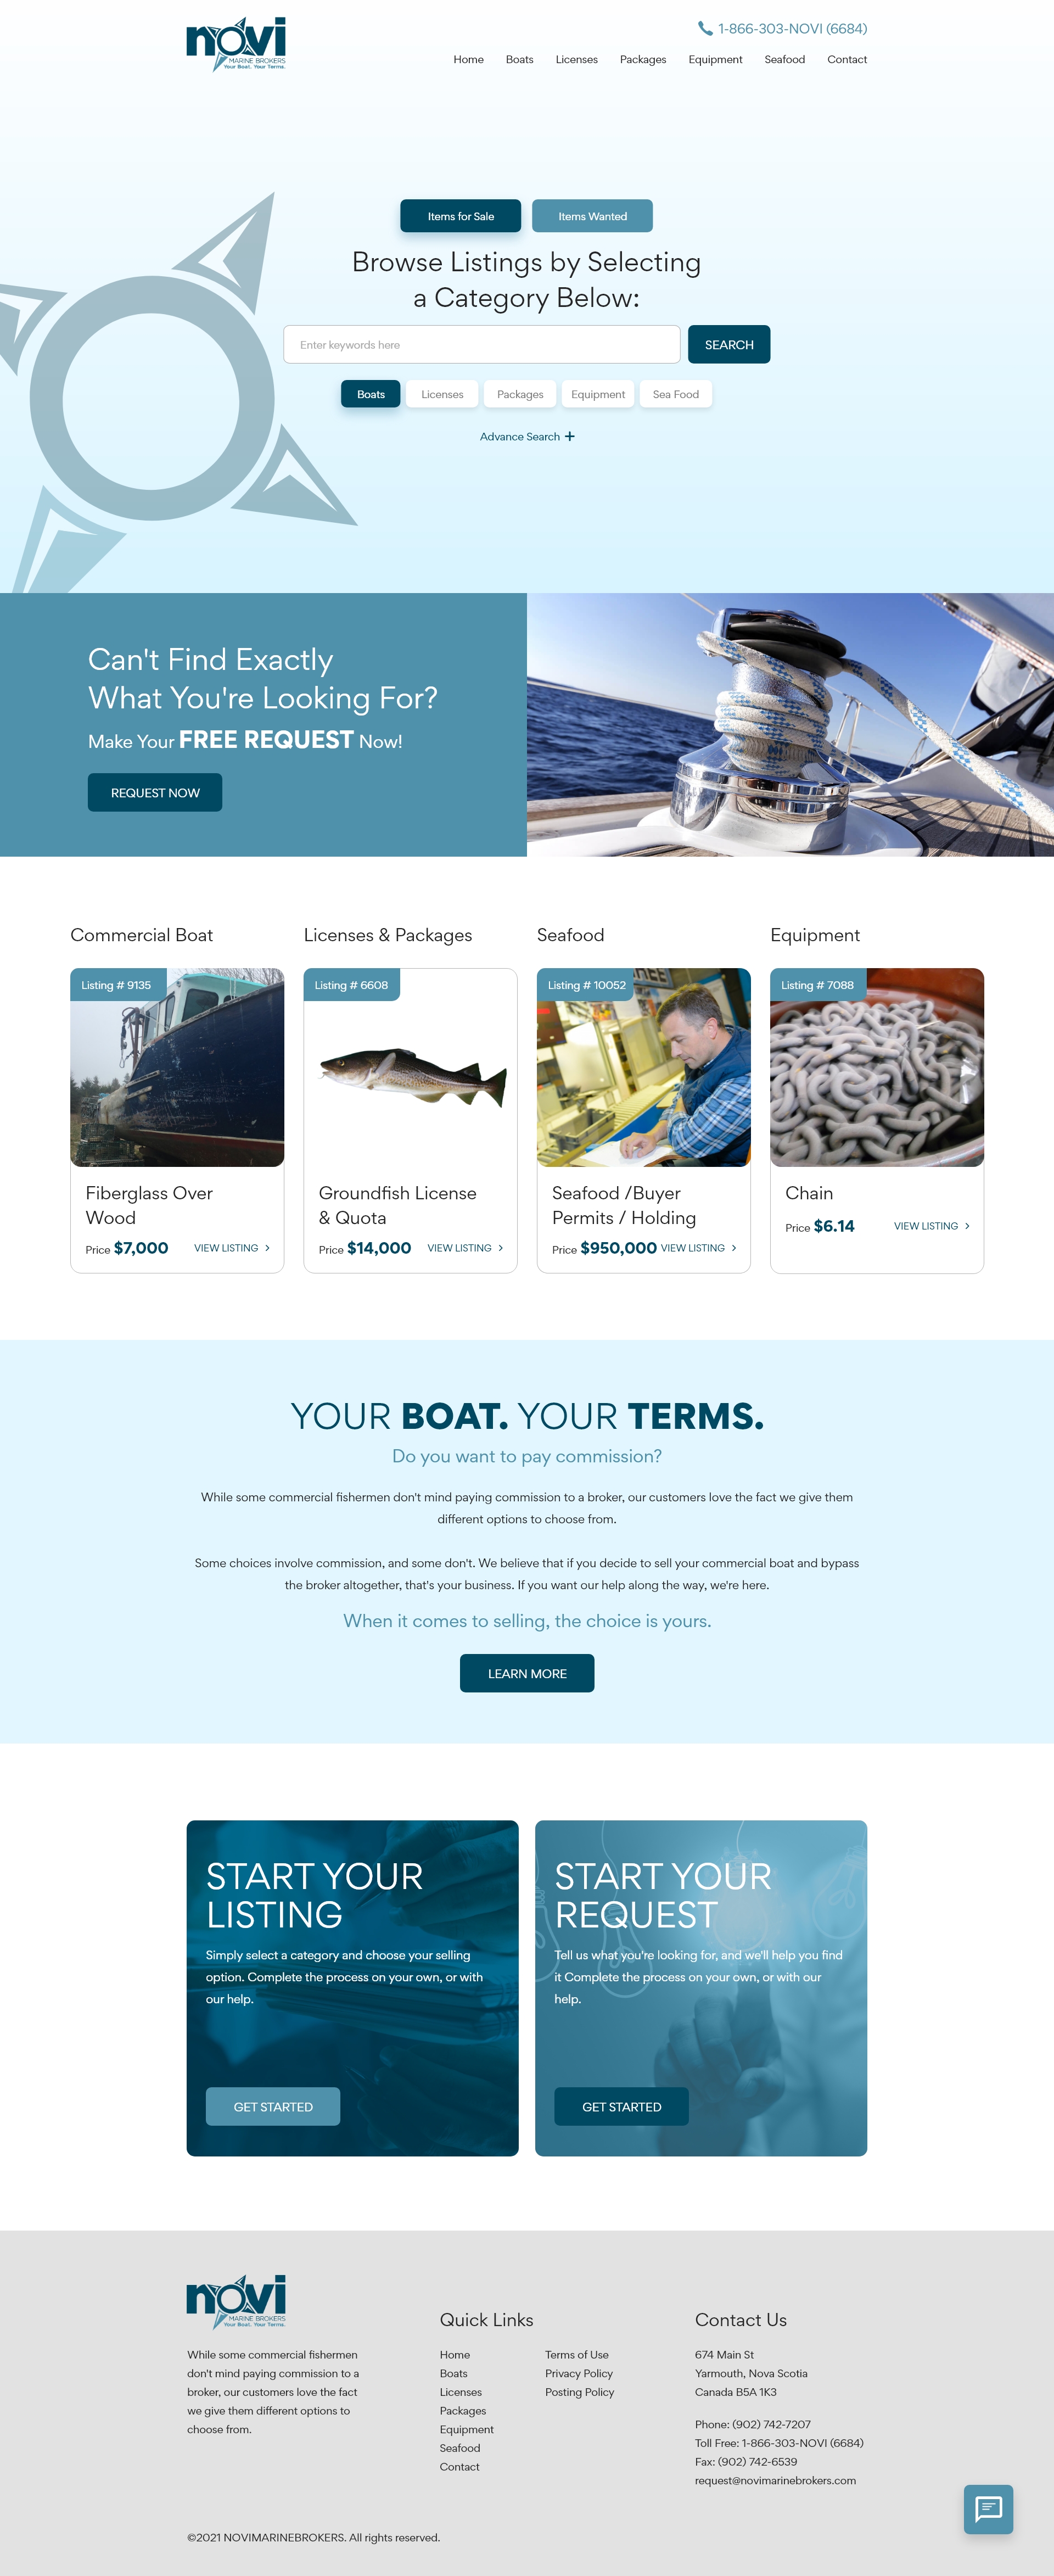 novi
MARINE BROKERS
Your Boat. Your Terms.
1-866-303-NOVI (6684)
Home Boats Licenses Packages Equipment Seafood Contact
Items for Sale Items Wanted
Browse Listings by Selecting
a Category Below:
Enter keywords here SEARCH
Boats Licenses Packages Equipment Sea Food
Advance Search +
Can't Find Exactly
What You're Looking For?
Make Your FREE REQUEST Now!
REQUEST NOW
Commercial Boat
Listing # 9135
Fiberglass Over
Wood
Price $7,000 VIEW LISTING
Licenses & Packages
Listing # 6608
Groundfish License
& Quota
Price $14,000 VIEW LISTING
Seafood
Listing # 10052
Seafood /Buyer
Permits / Holding
Price $950,000 VIEW LISTING
Equipment
Listing # 7088
Chain
Price $6.14 VIEW LISTING
YOUR BOAT. YOUR TERMS.
Do you want to pay commission?
While some commercial fishermen don't mind paying commission to a broker, our customers love the fact we give them
different options to choose from.
Some choices involve commission, and some don't. We believe that if you decide to sell your commercial boat and bypass
the broker altogether, that's your business. If you want our help along the way, we're here.
When it comes to selling, the choice is yours.
LEARN MORE
START YOUR
LISTING
Simply select a category and choose your selling
option. Complete the process on your own, or with
our help.
GET STARTED
START YOUR
REQUEST
Tell us what you're looking for, and we'll help you find
it Complete the process on your own, or with our
help.
GET STARTED
novi
MARINE BROKERS
Your Boat. Your Terms.
While some commercial fishermen
don't mind paying commission to a
broker, our customers love the fact
we give them different options to
choose from.
Quick Links
Home
Boats
Licenses
Packages
Equipment
Seafood
Contact
Terms of Use
Privacy Policy
Posting Policy
Contact Us
674 Main St
Yarmouth, Nova Scotia
Canada B5A 1K3
Phone: (902) 742-7207
Toll Free: 1-866-303-NOVI (6684)
Fax: (902) 742-6539
request@novimarinebrokers.com
©2021 NOVIMARINEBROKERS. All rights reserved.